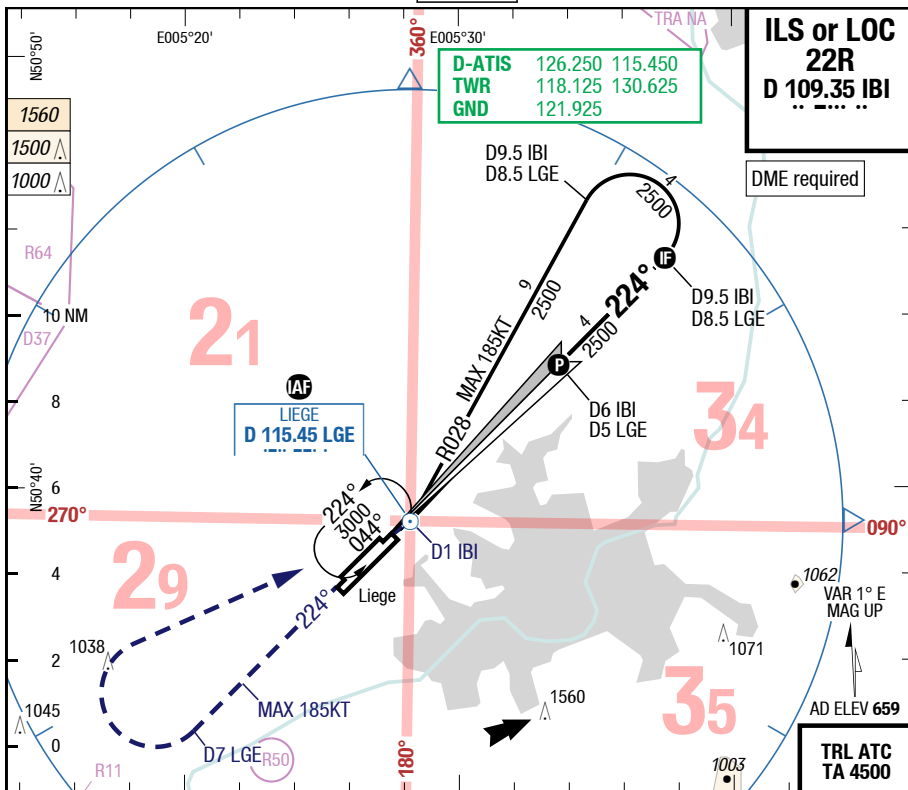 E005°20'
360°
E005°30'
TRA NA
N50°50'
D-ATIS 126.250 115.450
TWR 118.125 130.625
GND 121.925
ILS or LOC
22R
D 109.35 IBI
DME required
1560
1500
1000
R64
10 NM
D37
8
6
4
2
0
N50°40'
21
34
29
35
D9.5 IBI
D8.5 LGE
4
2500
9
2500
MAX 185KT
R028
IF
224°
D9.5 IBI
D8.5 LGE
4
2500
P
D6 IBI
D5 LGE
IAF
LIEGE
D 115.45 LGE
270°
090°
224°
3000
044°
D1 IBI
Liege
224°
1062
VAR 1° E
MAG UP
1038
1071
1045
MAX 185KT
1560
AD ELEV 659
D7 LGE
R50
180°
R11
1003
TRL ATC
TA 4500